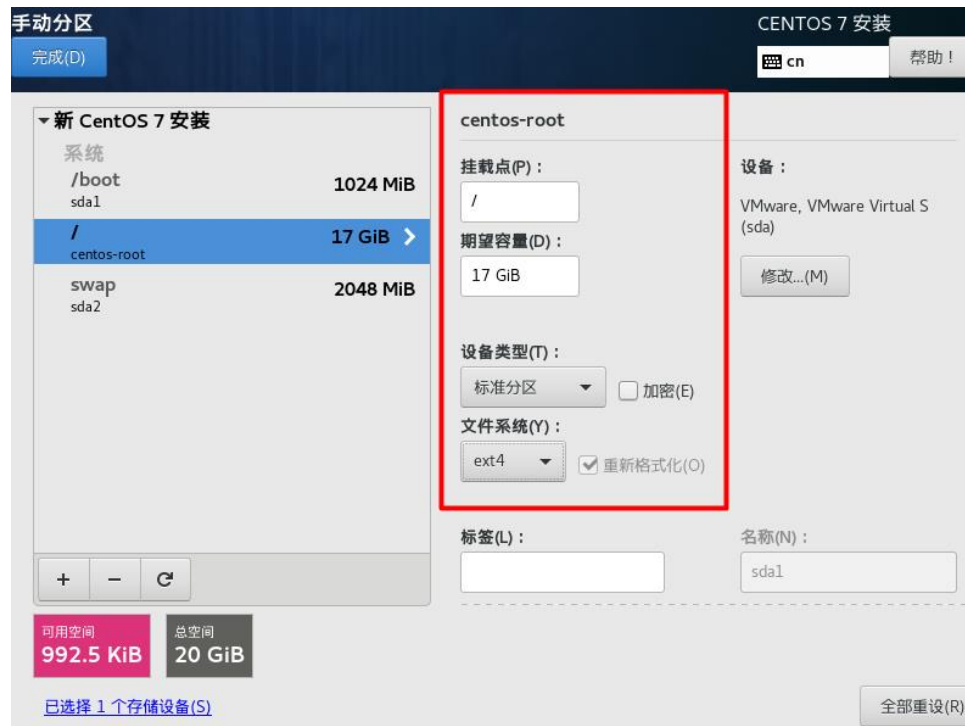 手动分区
CENTOS 7 安装
完成(D)
cn
帮助！
新 CentOS 7 安装
系统
/boot
1024 MiB
sda1
/
17 GiB
centos-root
swap
2048 MiB
sda2
centos-root
挂载点(P)：
/
期望容量(D)：
17 GiB
设备类型(T)：
标准分区
加密(E)
文件系统(Y)：
ext4
重新格式化(O)
设备：
VMware, VMware Virtual S
(sda)
修改...(M)
标签(L)：
名称(N)：
sda1
+ −
可用空间
992.5 KiB
总空间
20 GiB
已选择 1 个存储设备(S)
全部重设(R)